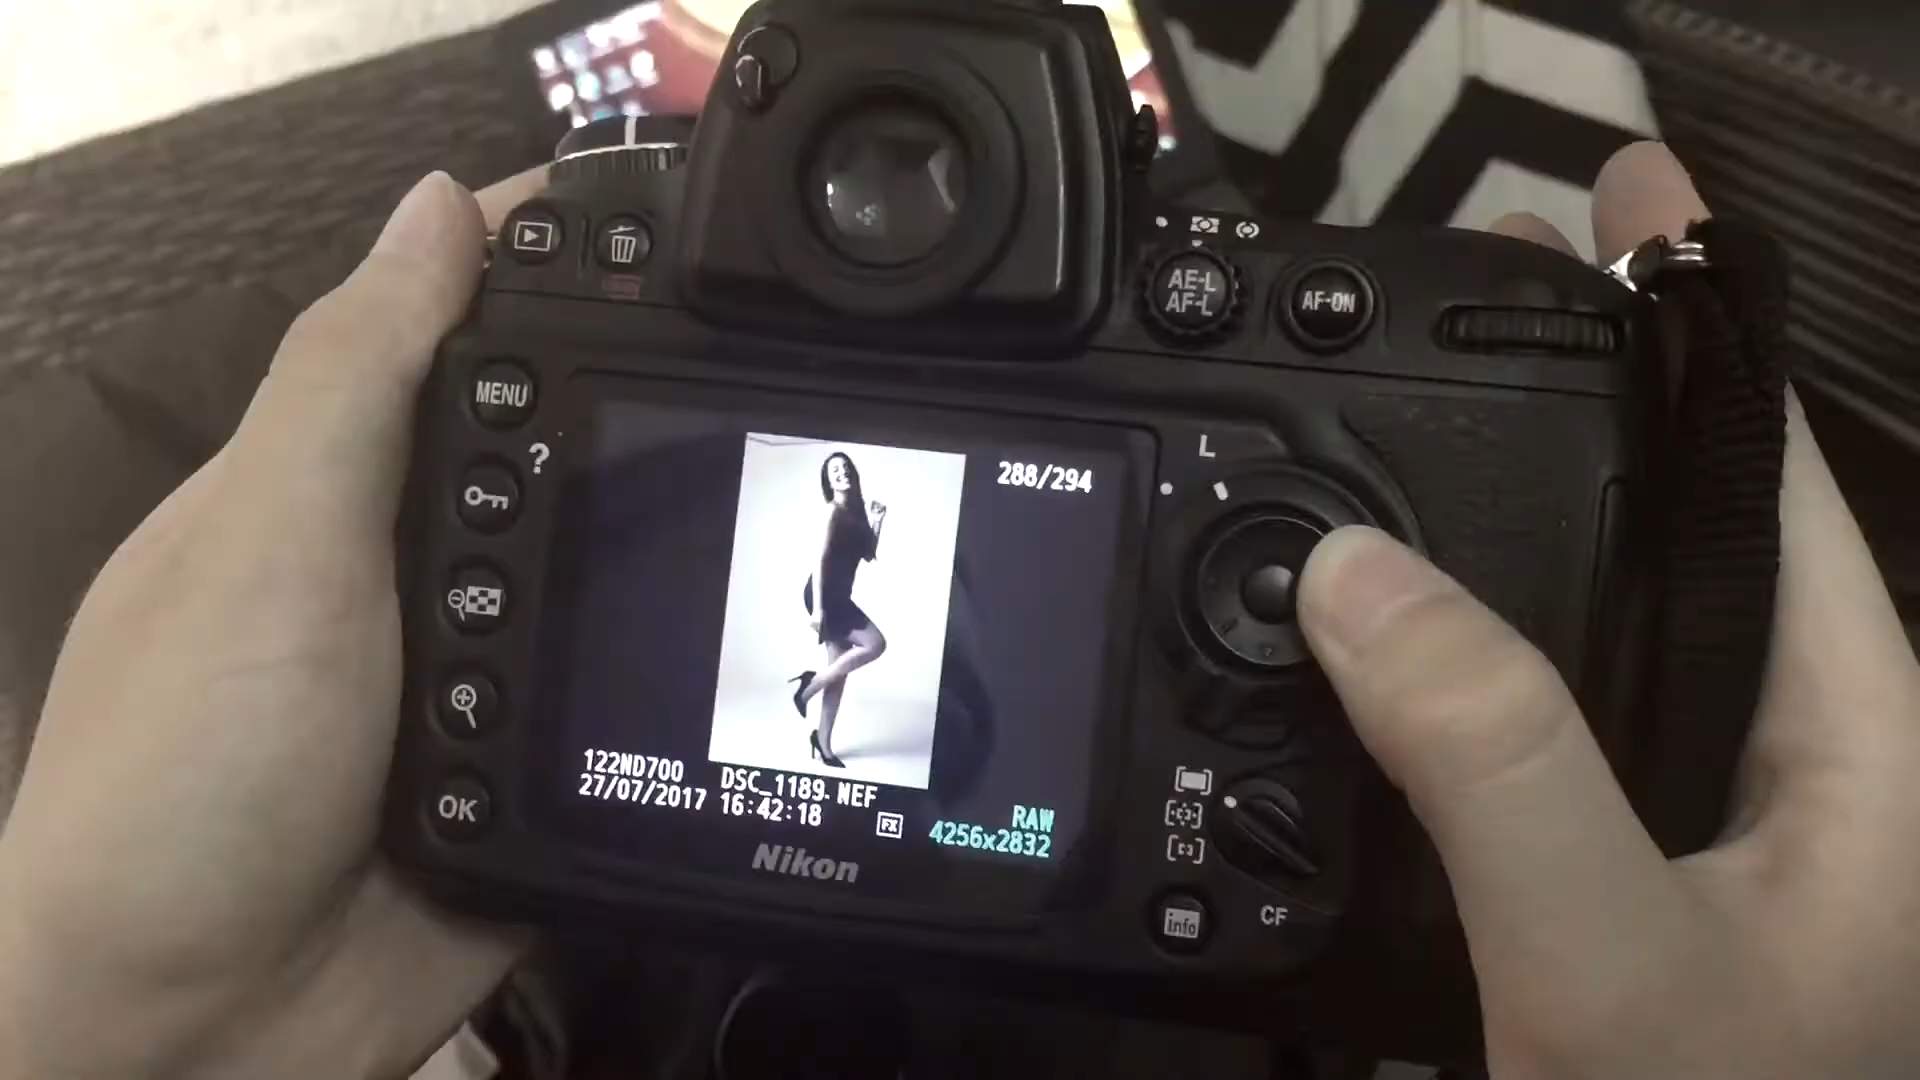 AE-L
AF-L
AF-ON
MENU
?
L
288/294
OK
122ND700 DSC_1189.NEF
27/07/2017 16:42:18
FX
RAW
4256x2832
Nikon
info
CF